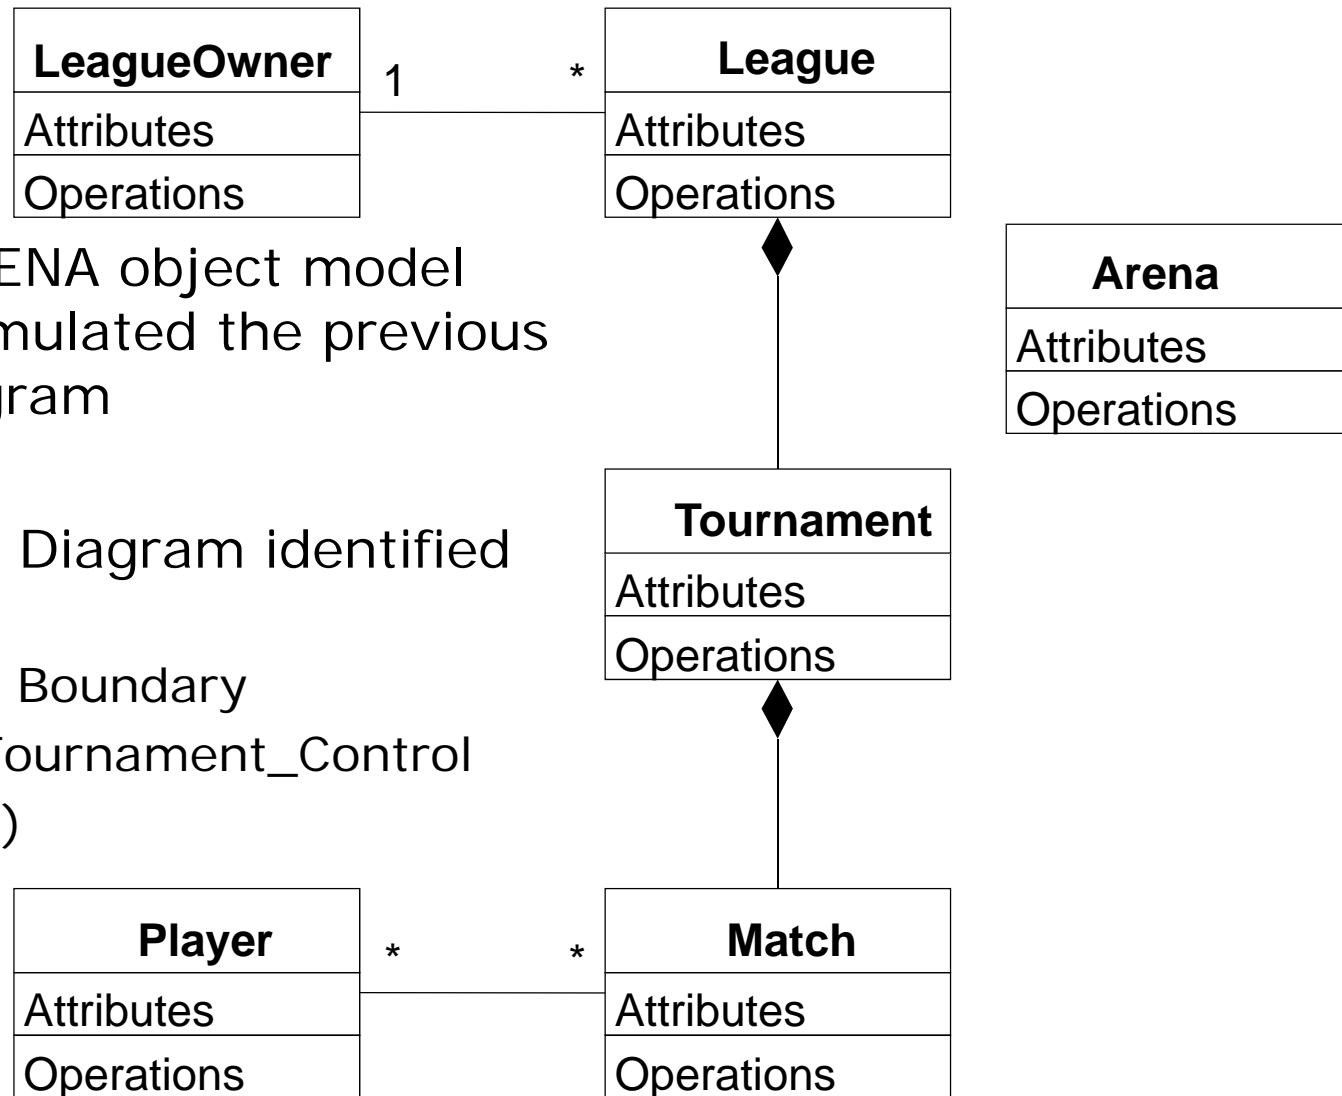 LeagueOwner
Attributes
Operations
1 *
League
Attributes
Operations
Arena
Attributes
Operations
ENA object model
mulated the previous
gram
Diagram identified
Boundary
Tournament_Control
)
Tournament
Attributes
Operations
Player
Attributes
Operations
* *
Match
Attributes
Operations